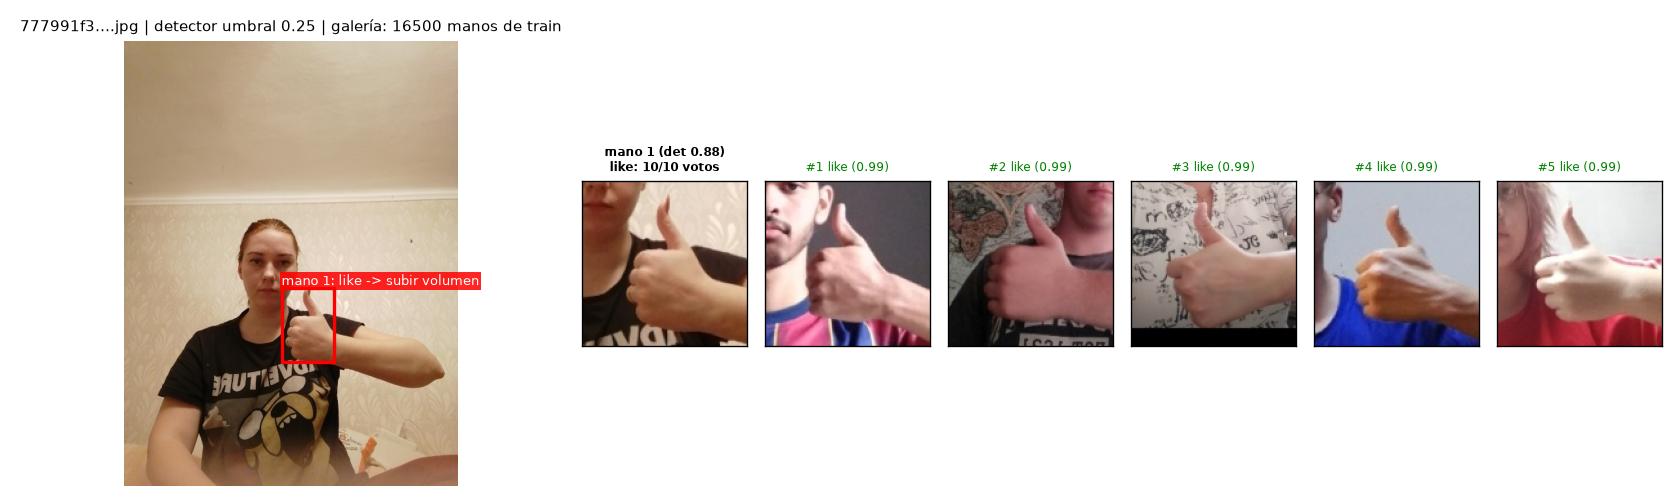 777991f3....jpg | detector umbral 0.25 | galería: 16500 manos de train
mano 1: like -> subir volumen
mano 1 (det 0.88)
like: 10/10 votos
#1 like (0.99)
#2 like (0.99)
#3 like (0.99)
#4 like (0.99)
#5 like (0.99)
ADVENTURE